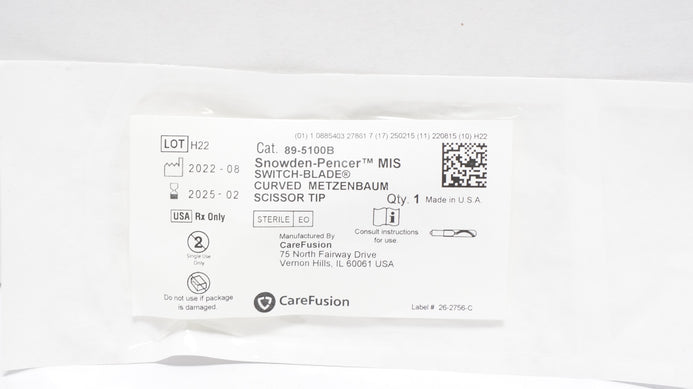 (01) 1 0885403 27861 7 (17) 250215 (11) 220815 (10) H22
LOT H22
Cat. 89-5100B
Snowden-Pencer™ MIS
SWITCH-BLADE®
CURVED METZENBAUM
SCISSOR TIP
2022-08
2025-02
Qty. 1 Made in U.S.A.
USA Rx Only
STERILE EO
Consult instructions
for use.
2
Single Use
Only
Manufactured By
CareFusion
75 North Fairway Drive
Vernon Hills, IL 60061 USA
Do not use if package
is damaged.
CareFusion
Label # 26-2756-C